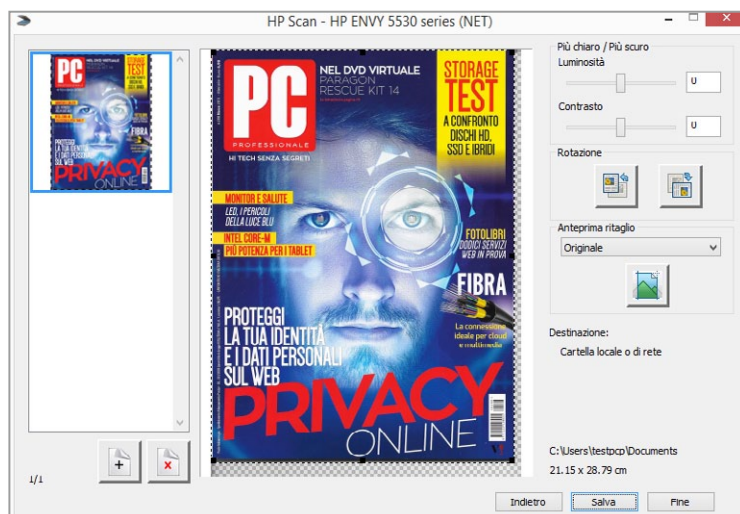 HP Scan - HP ENVY 5530 series (NET)
PC
PROFESSIONALE
HI TECH SENZA SEGRETI
NEL DVD VIRTUALE
PARAGON
RESCUE KIT 14
STORAGE
TEST
A CONFRONTO
DISCHI HD,
SSD E IBRIDI
MONITOR E SALUTE
LED, I PERICOLI
DELLA LUCE BLU
INTEL CORE-M
PIÙ POTENZA PER I TABLET
FOTOLIBRI
DODICI SERVIZI
WEB IN PROVA
FIBRA
La connessione
ideale per cloud
e multimedia
PROTEGGI
LA TUA IDENTITÀ
E I DATI PERSONALI
SUL WEB
PRIVACY
ONLINE
1/1
Più chiaro / Più scuro
Luminosità
0
Contrasto
0
Rotazione
Anteprima ritaglio
Originale
Destinazione:
Cartella locale o di rete
C:\Users\testpcp\Documents
21.15 x 28.79 cm
Indietro
Salva
Fine